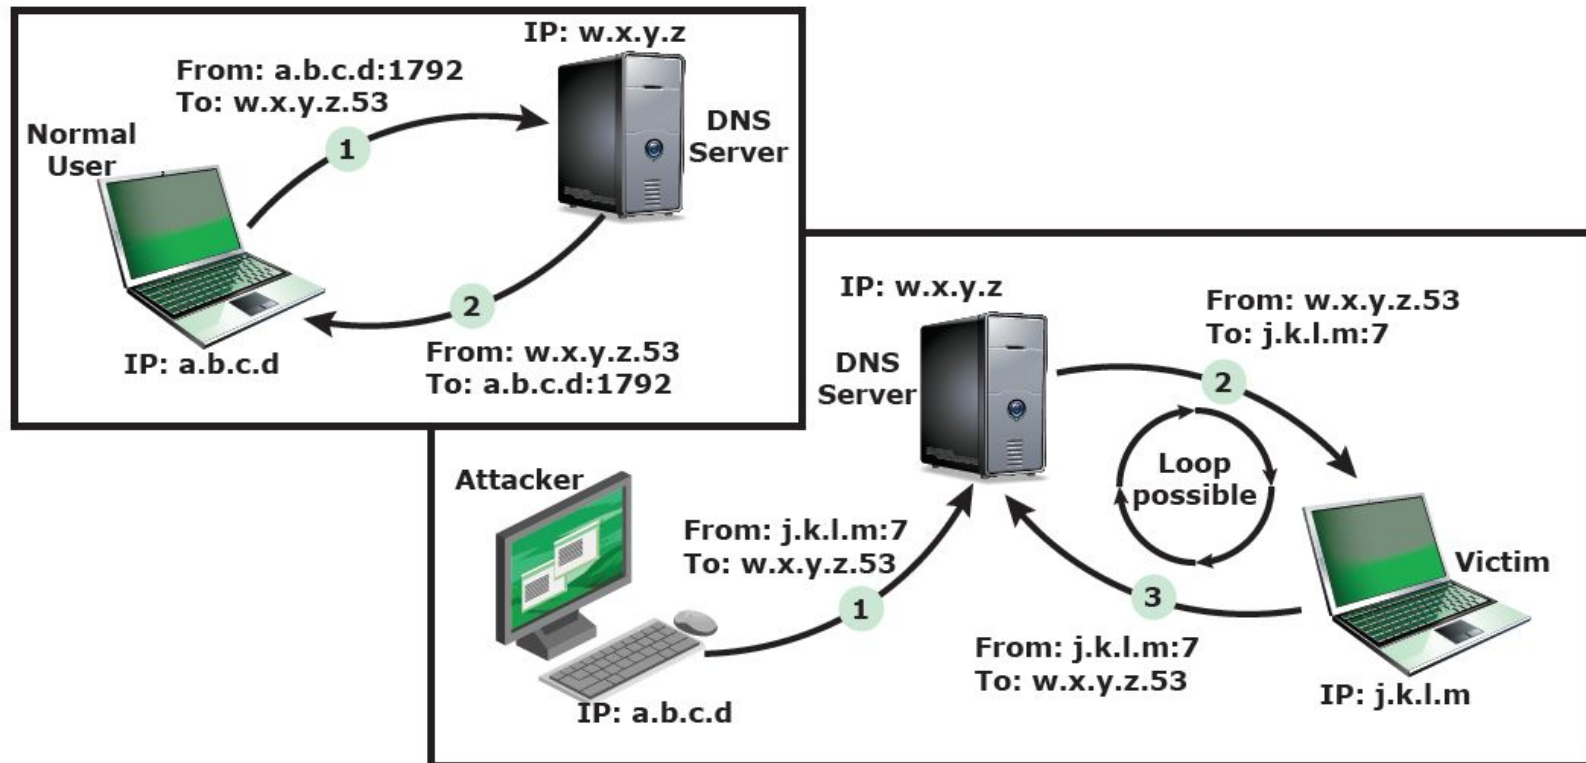 IP: w.x.y.z
From: a.b.c.d:1792
To: w.x.y.z.53
Normal
User
1
DNS
Server
2
IP: a.b.c.d
From: w.x.y.z.53
To: a.b.c.d:1792
IP: w.x.y.z
From: w.x.y.z.53
To: j.k.l.m:7
DNS
Server
2
Attacker
Loop
possible
From: j.k.l.m:7
To: w.x.y.z.53
1
Victim
3
From: j.k.l.m:7
To: w.x.y.z.53
IP: a.b.c.d
IP: j.k.l.m